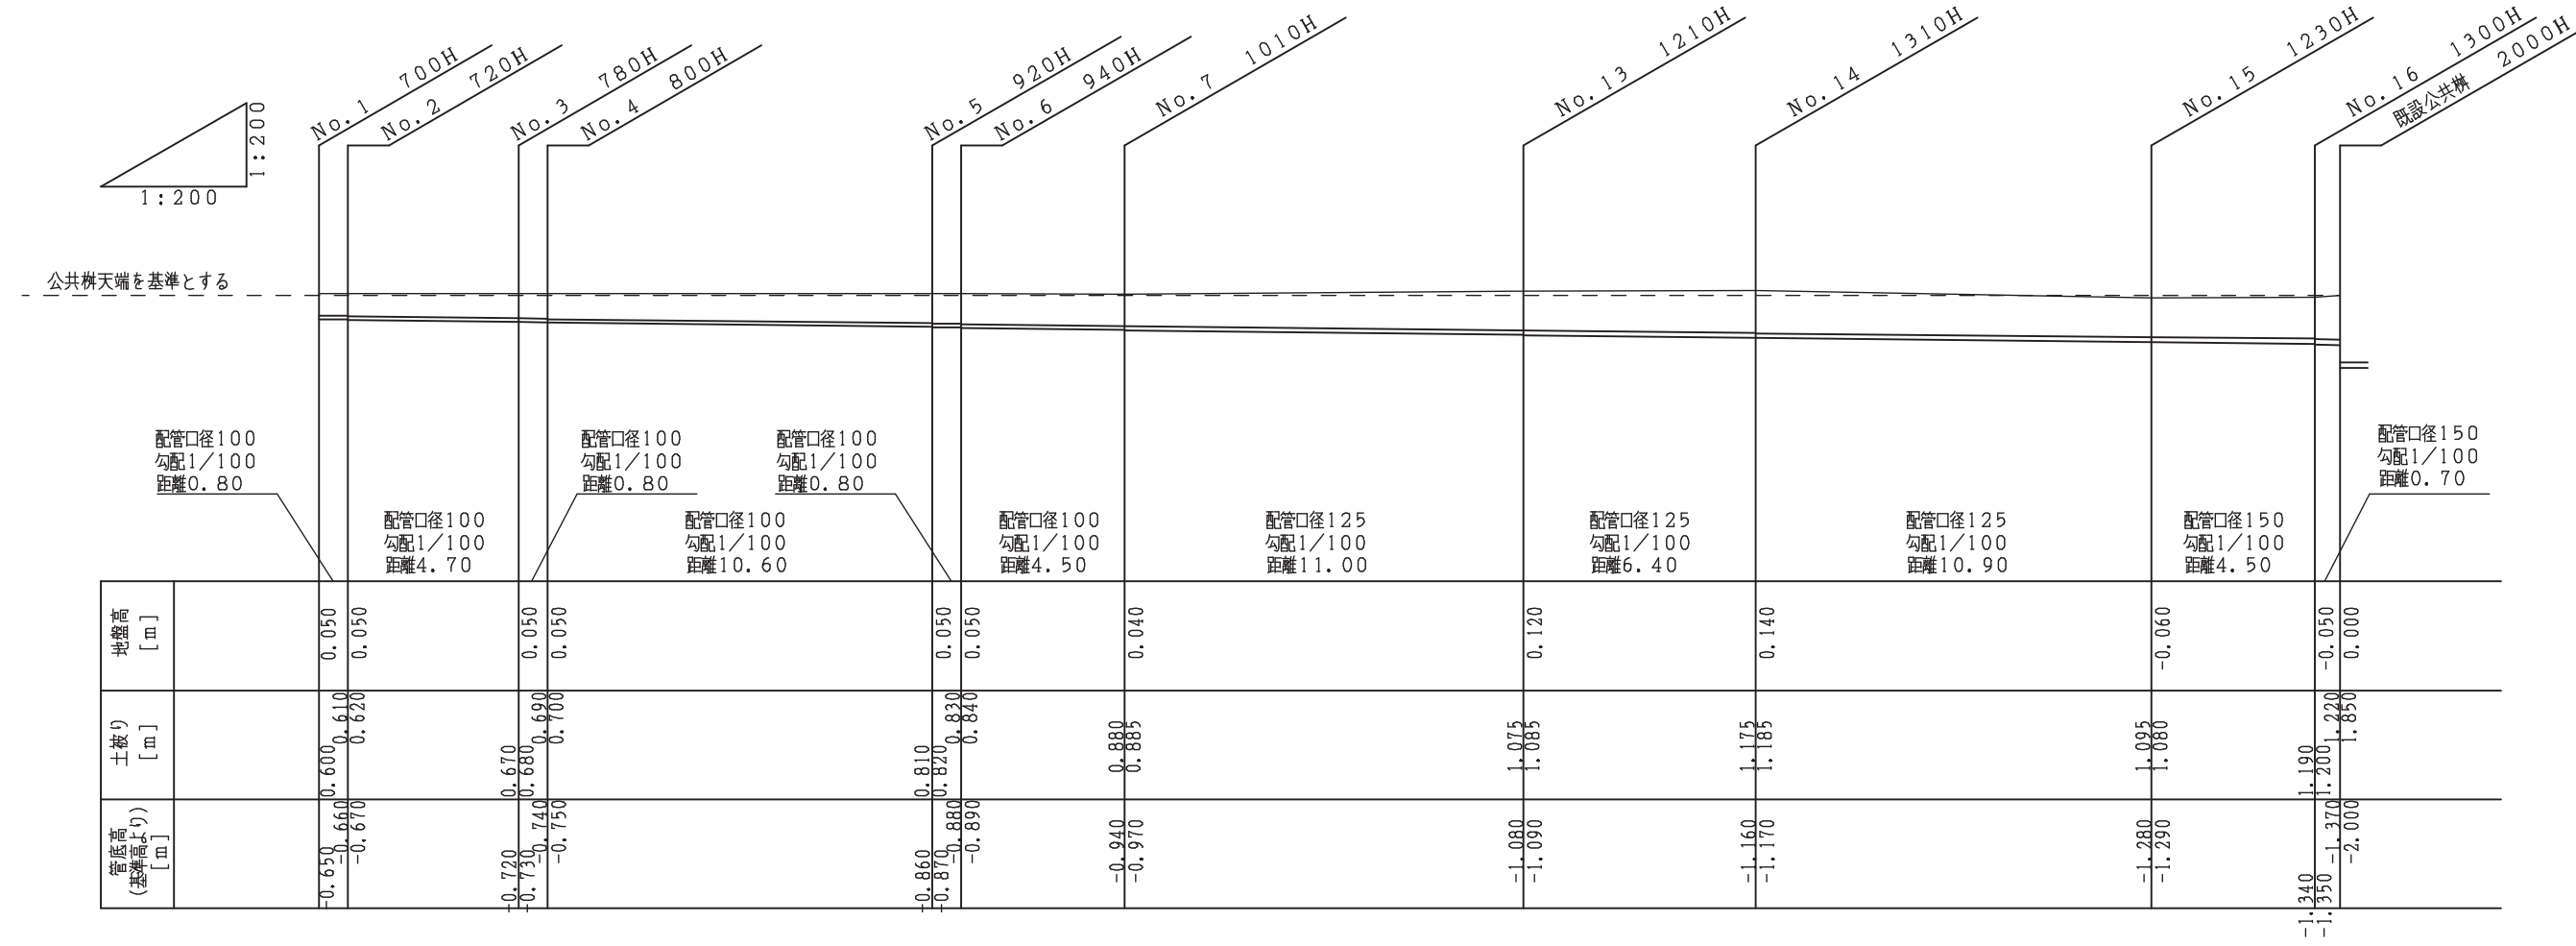 No.1 700H
No.2 720H
No.3 780H
No.4 800H
No.5 920H
No.6 940H
No.7 1010H
No.13 1210H
No.14 1310H
No.15 1230H
No.16 1300H
既設公共桝 2000H
1:200
1:200
公共桝天端を基準とする
配管口径100
勾配1/100
距離0.80
配管口径100
勾配1/100
距離4.70
配管口径100
勾配1/100
距離0.80
配管口径100
勾配1/100
距離10.60
配管口径100
勾配1/100
距離0.80
配管口径100
勾配1/100
距離4.50
配管口径125
勾配1/100
距離11.00
配管口径125
勾配1/100
距離6.40
配管口径125
勾配1/100
距離10.90
配管口径150
勾配1/100
距離4.50
配管口径150
勾配1/100
距離0.70
地盤高
[m]
0.050
0.050
0.050
0.050
0.050
0.050
0.040
0.120
0.140
-0.060
-0.050
0.000
土被り
[m]
0.600
0.610
0.620
0.670
0.680
0.690
0.700
0.810
0.820
0.830
0.840
0.880
0.885
1.075
1.085
1.175
1.185
1.095
1.080
1.190
1.200
1.220
1.850
管底高
(基準高より)
[m]
-0.650
-0.660
-0.670
-0.720
-0.730
-0.740
-0.750
-0.860
-0.870
-0.880
-0.890
-0.940
-0.970
-1.080
-1.090
-1.160
-1.170
-1.280
-1.290
-1.340
-1.350
-1.370
-2.000